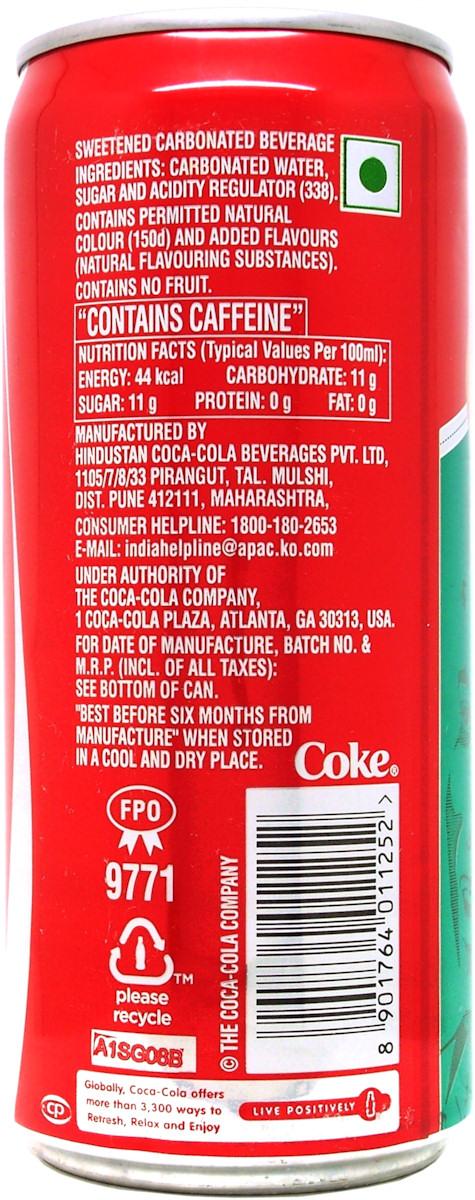 SWEETENED CARBONATED BEVERAGE
INGREDIENTS: CARBONATED WATER,
SUGAR AND ACIDITY REGULATOR (338).
CONTAINS PERMITTED NATURAL
COLOUR (150d) AND ADDED FLAVOURS
(NATURAL FLAVOURING SUBSTANCES).
CONTAINS NO FRUIT.
"CONTAINS CAFFEINE"
NUTRITION FACTS (Typical Values Per 100ml):
ENERGY: 44 kcal CARBOHYDRATE: 11 g
SUGAR: 11 g PROTEIN: 0 g FAT: 0 g
MANUFACTURED BY
HINDUSTAN COCA-COLA BEVERAGES PVT. LTD,
1105/7/8/33 PIRANGUT, TAL. MULSHI,
DIST. PUNE 412111, MAHARASHTRA,
CONSUMER HELPLINE: 1800-180-2653
E-MAIL: indiahelpline@apac.ko.com
UNDER AUTHORITY OF
THE COCA-COLA COMPANY,
1 COCA-COLA PLAZA, ATLANTA, GA 30313, USA.
FOR DATE OF MANUFACTURE, BATCH NO. &
M.R.P. (INCL. OF ALL TAXES):
SEE BOTTOM OF CAN.
"BEST BEFORE SIX MONTHS FROM
MANUFACTURE" WHEN STORED
IN A COOL AND DRY PLACE.
Coke®
FPO
9771
TM
please
recycle
A1SG08B
© THE COCA-COLA COMPANY
8 901764 011252 >
CP
Globally, Coca-Cola offers
more than 3,300 ways to
Refresh, Relax and Enjoy
LIVE POSITIVELY